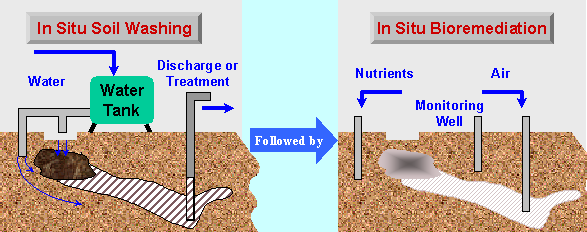 In Situ Soil Washing
Water
Water
Tank
Discharge or
Treatment
Followed by
In Situ Bioremediation
Nutrients
Air
Monitoring
Well